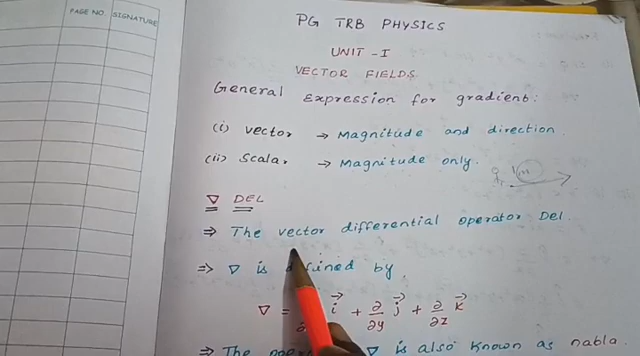 PAGE NO. SIGNATURE
PG TRB PHYSICS
UNIT - I
VECTOR FIELDS
General Expression for gradient:
(i) Vector → Magnitude and direction.
(ii) Scalar → Magnitude only.
∇ DEL
⇒ The vector differential operator Del.
⇒ ∇ is defined by,
∇ = i⃗ + ∂/∂y j⃗ + ∂/∂z k⃗
⇒ The ∇ is also known as nabla.